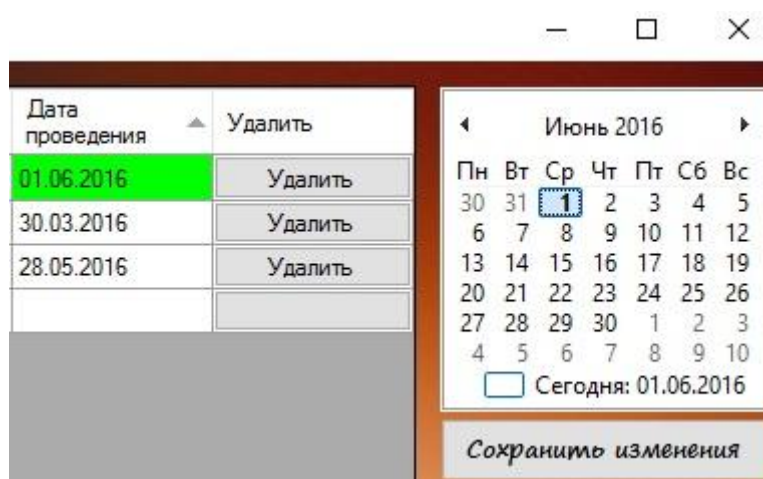 Дата проведения
Удалить
01.06.2016 Удалить
30.03.2016 Удалить
28.05.2016 Удалить
Июнь 2016
Пн Вт Ср Чт Пт Сб Вс
30 31 1 2 3 4 5
6 7 8 9 10 11 12
13 14 15 16 17 18 19
20 21 22 23 24 25 26
27 28 29 30 1 2 3
4 5 6 7 8 9 10
Сегодня: 01.06.2016
Сохранить изменения